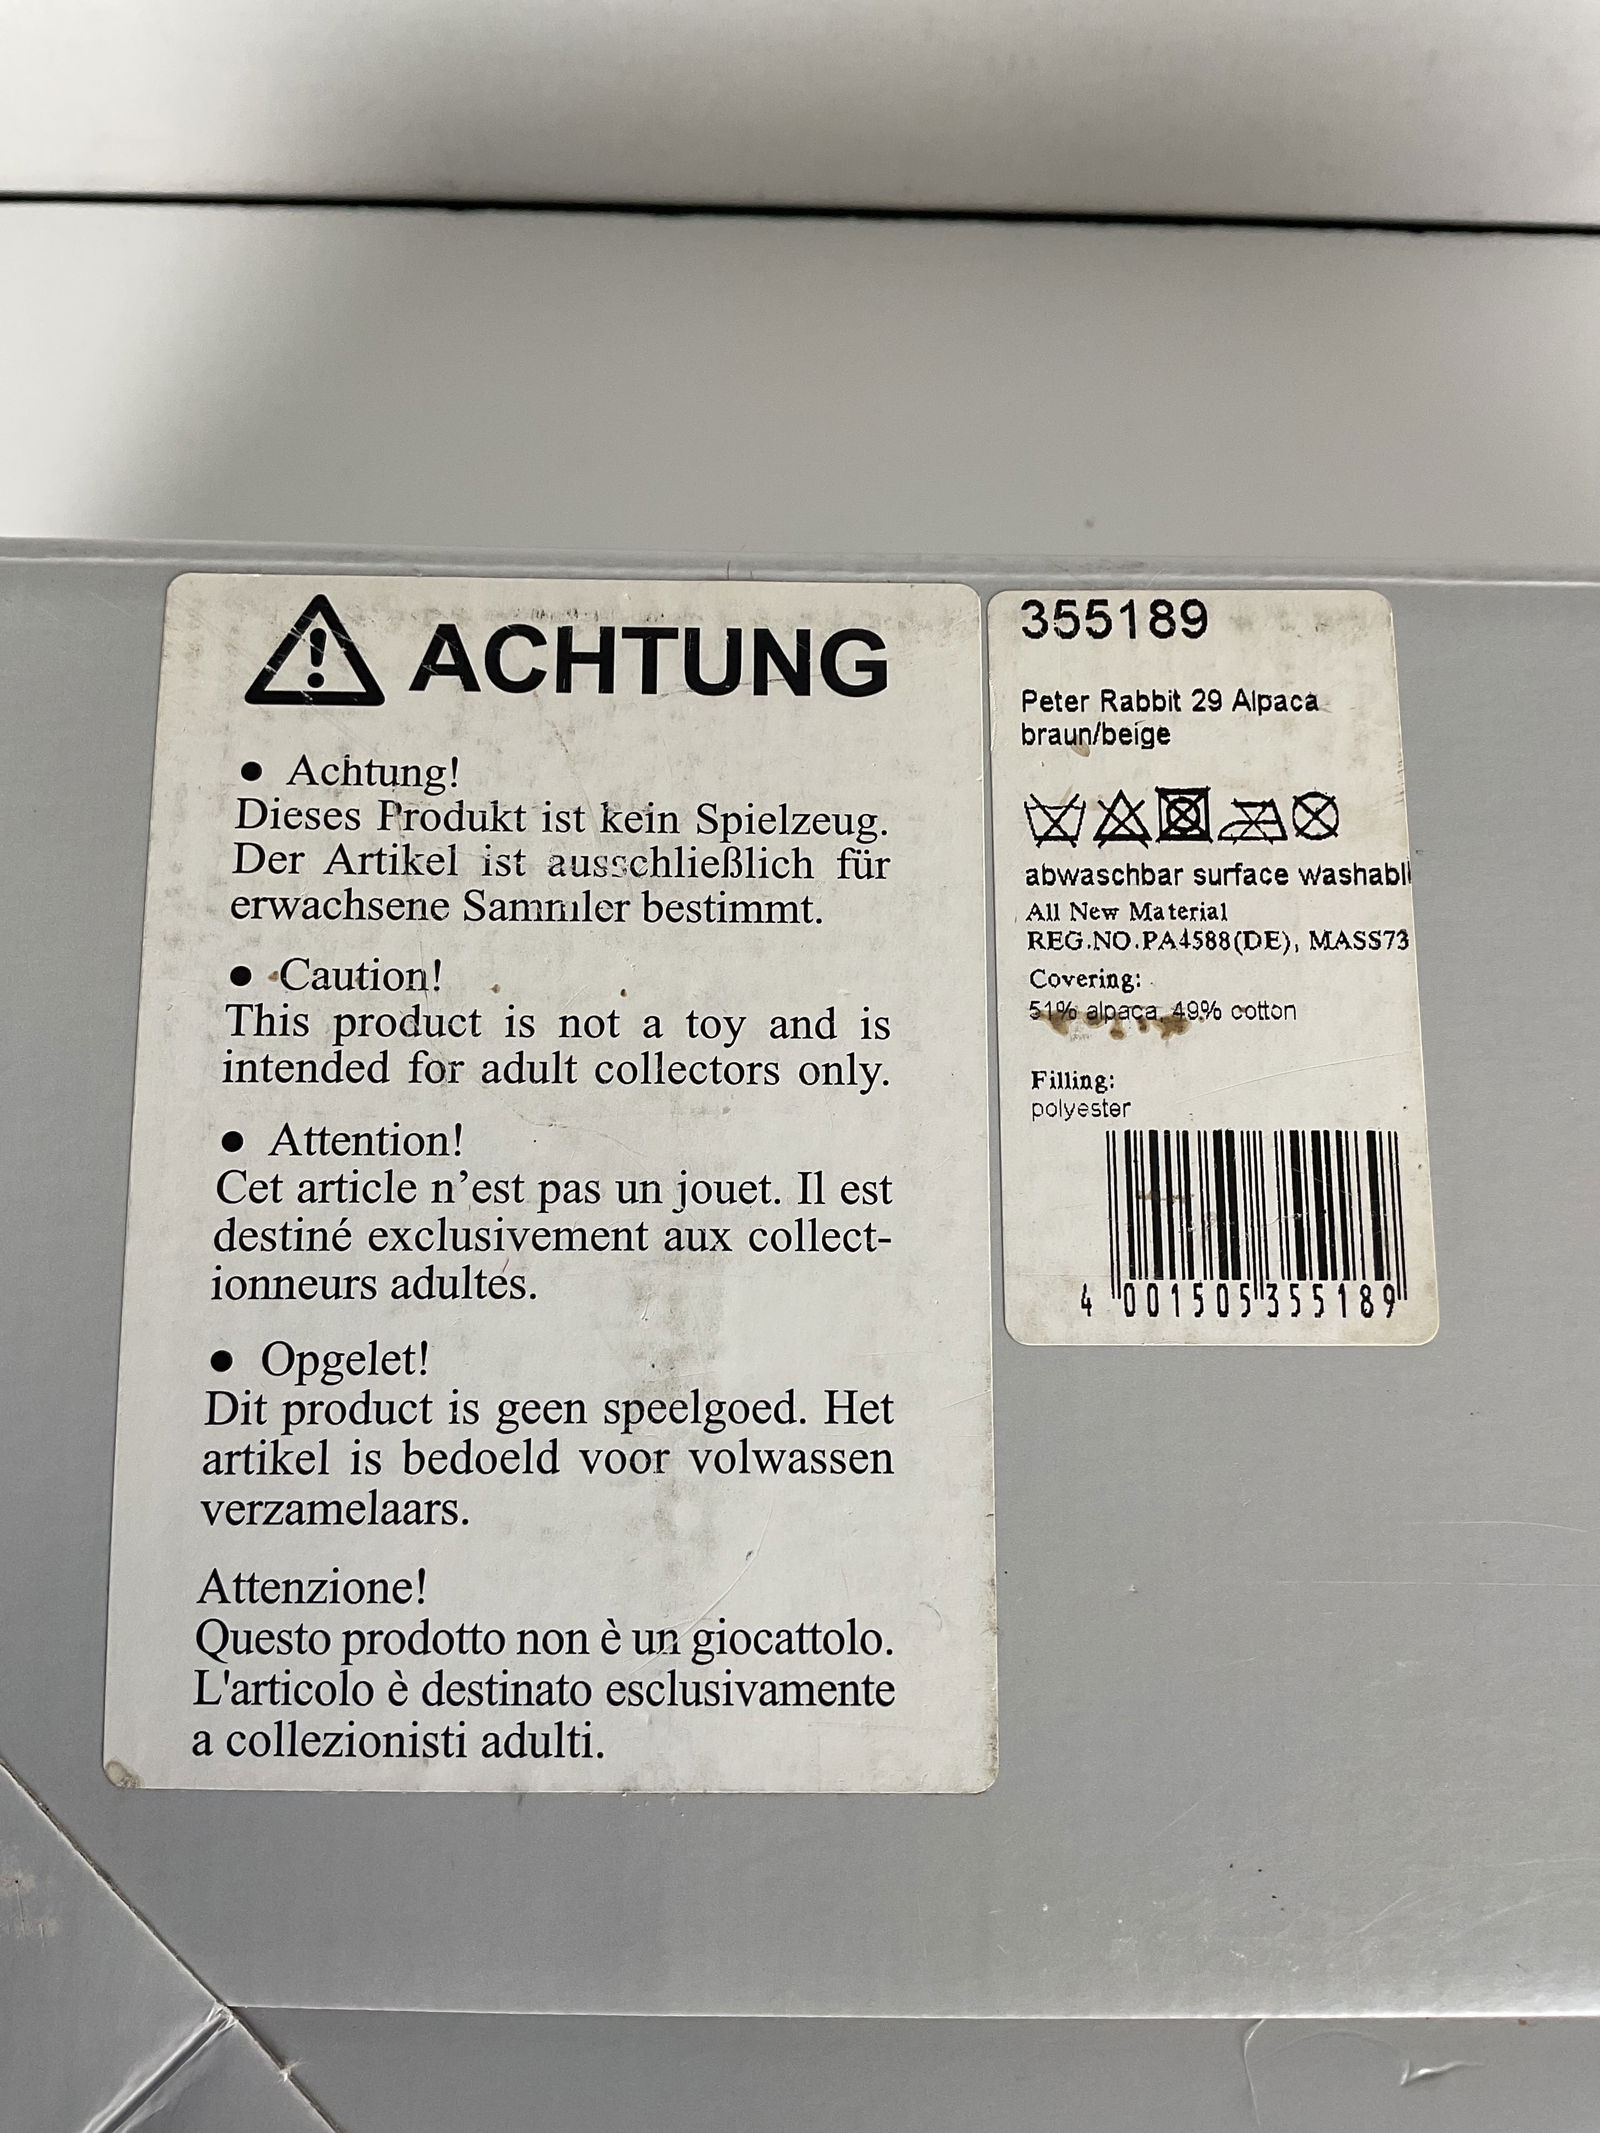 ACHTUNG
● Achtung!
Dieses Produkt ist kein Spielzeug.
Der Artikel ist ausschließlich für
erwachsene Sammler bestimmt.
● Caution!
This product is not a toy and is
intended for adult collectors only.
● Attention!
Cet article n'est pas un jouet. Il est
destiné exclusivement aux collect-
ionneurs adultes.
● Opgelet!
Dit product is geen speelgoed. Het
artikel is bedoeld voor volwassen
verzamelaars.
Attenzione!
Questo prodotto non è un giocattolo.
L'articolo è destinato esclusivamente
a collezionisti adulti.
355189
Peter Rabbit 29 Alpaca
braun/beige
abwaschbar surface washabl
All New Material
REG.NO.PA4588(DE), MASS73
Covering:
51% alpaca, 49% cotton
Filling:
polyester
4 001505 355189